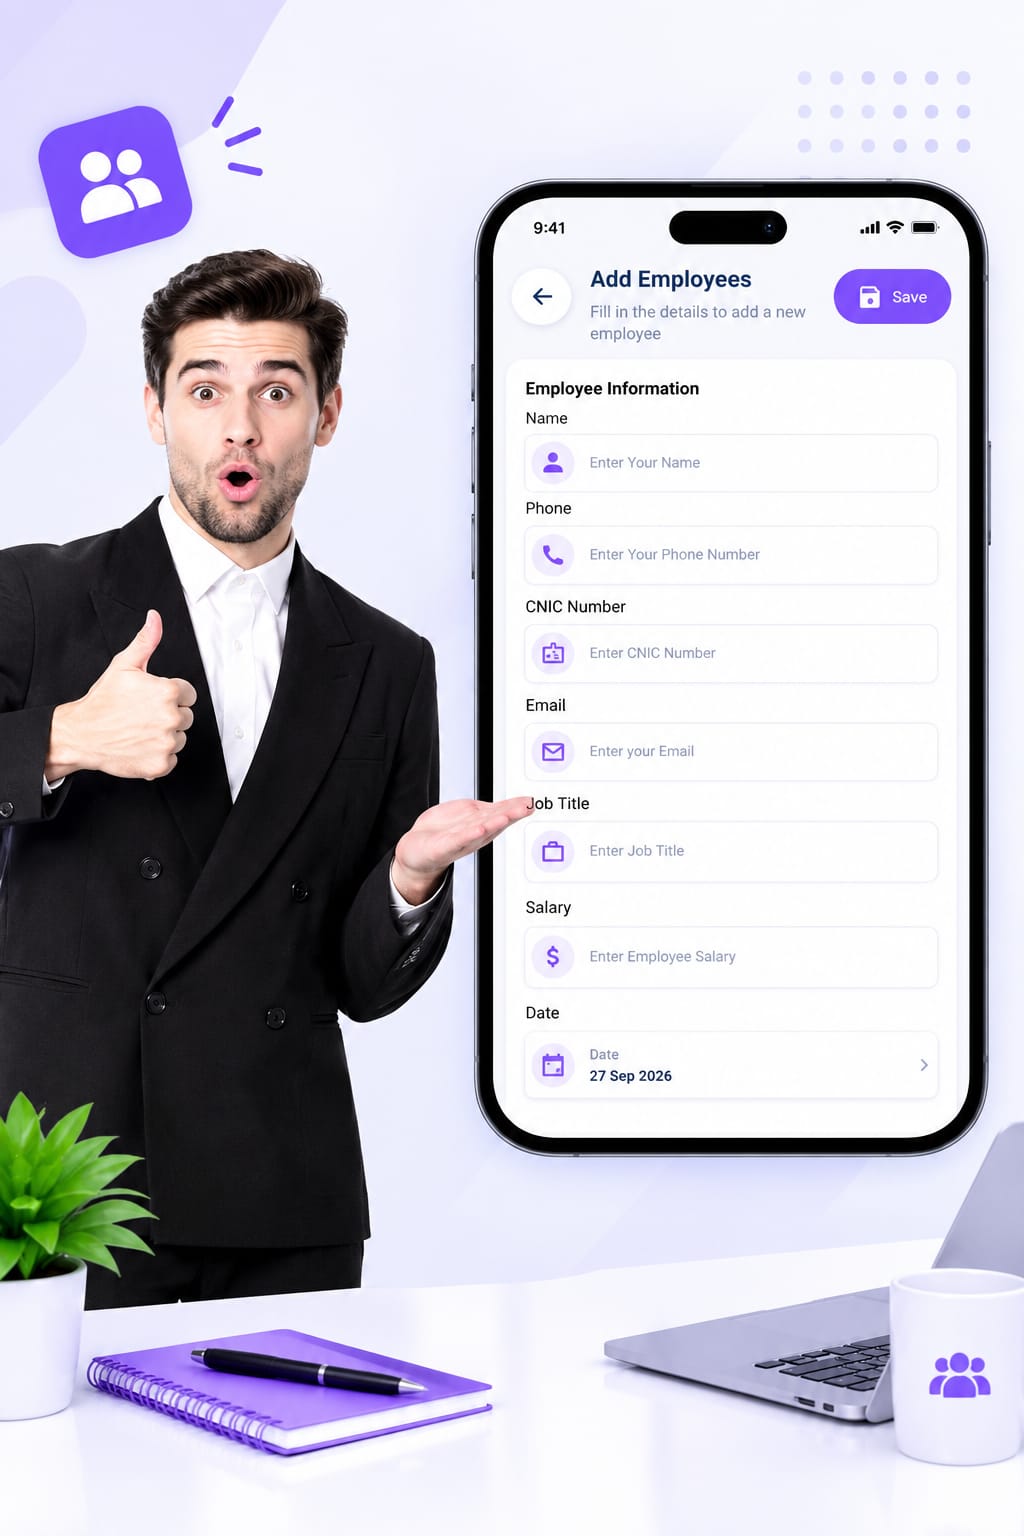 9:41
Add Employees
Fill in the details to add a new
employee
Save
Employee Information
Name
Enter Your Name
Phone
Enter Your Phone Number
CNIC Number
Enter CNIC Number
Email
Enter your Email
Job Title
Enter Job Title
Salary
Enter Employee Salary
Date
Date
27 Sep 2026